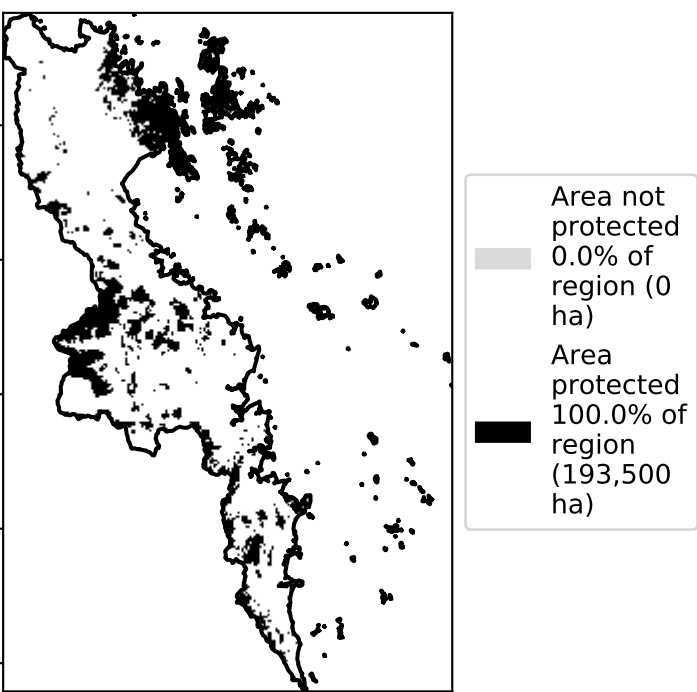 Area not
protected
0.0% of
region (0
ha)
Area
protected
100.0% of
region
(193,500
ha)